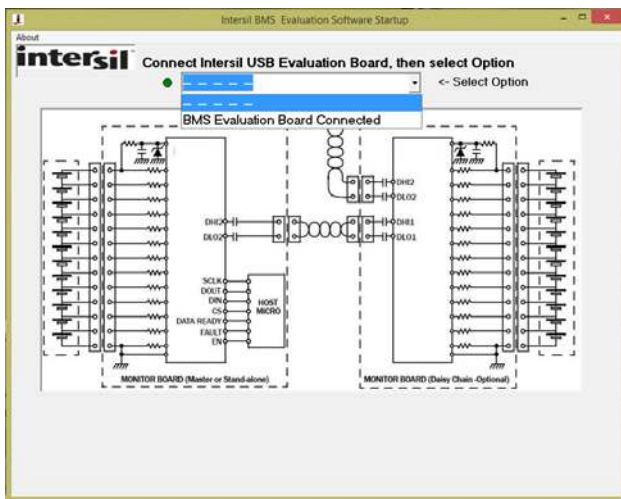 Intersil BMS Evaluation Software Startup
About
intersil
Connect Intersil USB Evaluation Board, then select Option
_ _ _ _ _
<- Select Option
_ _ _ _ _
BMS Evaluation Board Connected
DHI2
DLO2
DHI2
DLO2
DHI1
DLO1
SCLK
DOUT
DIN
CS
DATA READY
FAULT
EN
HOST
MICRO
MONITOR BOARD (Master or Stand-alone)
MONITOR BOARD (Daisy Chain -Optional)